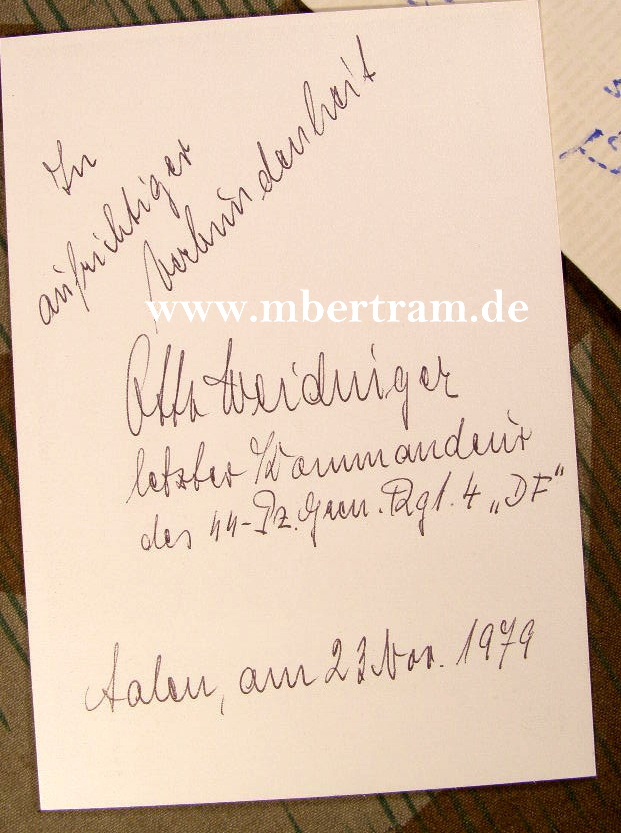 In
aufrichtiger
Verbundenheit
www.mbertram.de
Otto Weidinger
letzter Kommandeur
des SS-Pz.Gren.Rgt. 4 „DF“
Aalen, am 23 Nov. 1979